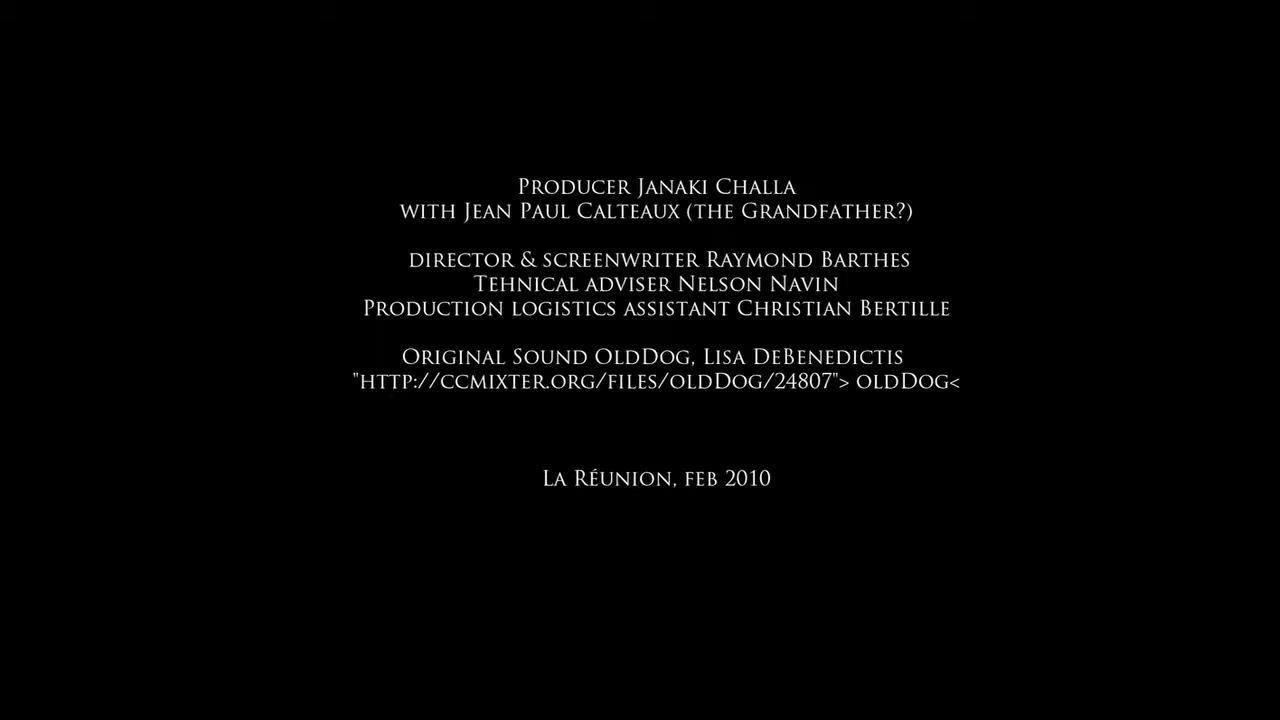 Producer Janaki Challa
with Jean Paul Calteaux (the Grandfather?)
director & screenwriter Raymond Barthes
Tehnical adviser Nelson Navin
Production logistics assistant Christian Bertille
Original Sound OldDog, Lisa DeBenedictis
"http://ccmixter.org/files/oldDog/24807"> oldDog<
La Réunion, feb 2010